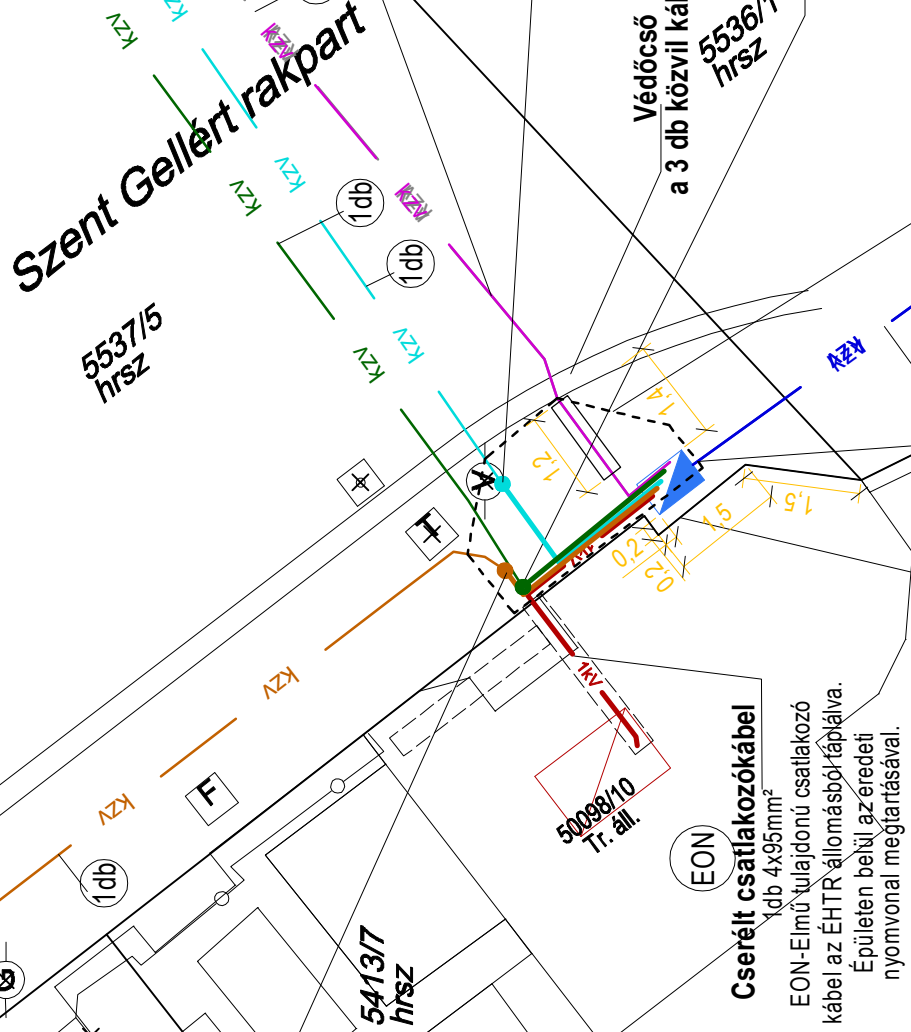 KZV
KZV
KZV
Szent Gellért rakpart
Védőcső
a 3 db közvil
5536/1
hrsz
KZV
KZV
KZV
1db
1db
5537/5
hrsz
KZV
KZV
KZV
1,4
1,2
A
T
1,5
1,5
0,2
0,2
KZV
1kV
KZV
F
1db
50098/10
Tr. áll.
EON
Cserélt csatlakozókábel
1db 4x95mm²
EON-Elmű tulajdonú csatlakozó
kábel az ÉHTR állomásból táplálva.
Épületen belül az eredeti
nyomvonal megtartásával.
5413/7
hrsz